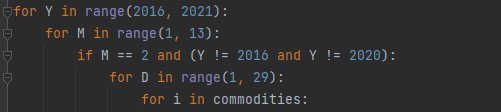 for Y in range(2016, 2021):
for M in range(1, 13):
if M == 2 and (Y != 2016 and Y != 2020):
for D in range(1, 29):
for i in commodities: